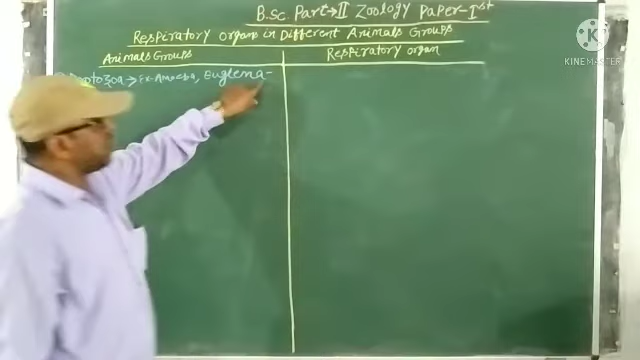 B.Sc. Part→II Zoology Paper-Ist
Respiratory Organs in Different Animals Groups
Animals Groups
Respiratory organ
Protozoa → Ex-Amoeba, Euglena-
KINEMASTER